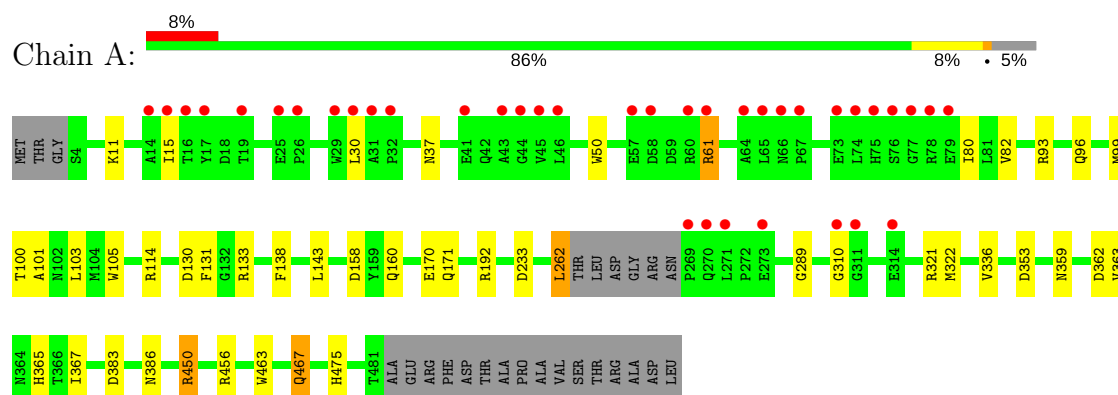 8%
Chain A:
86% 8% • 5%
MET THR GLY S4 K11 A14 I15 T16 Y17 D18 T19 E25 P26 W29 L30 A31 P32 N37 E41 Q42 A43 G44 V45 L46 W50 E57 D58 D59 R60 R61 A64 L65 N66 P67 E73 L74 H75 S76 G77 R78 E79 I80 L81 V82 R93 Q96 M99
T100 A101 N102 L103 M104 W105 R114 D130 F131 G132 R133 F138 L143 D158 Y159 Q160 E170 Q171 R192 D233 L262 THR LEU ASP GLY ARG ASN P269 Q270 L271 P272 E273 G289 G310 G311 E314 R321 M322 V336 D353 N359 D362 V363
N364 H365 T366 I367 D383 N386 R450 R456 W463 Q467 H475 T481 ALA GLU ARG PHE ASP THR ALA PRO ALA VAL SER THR ARG ALA ASP LEU